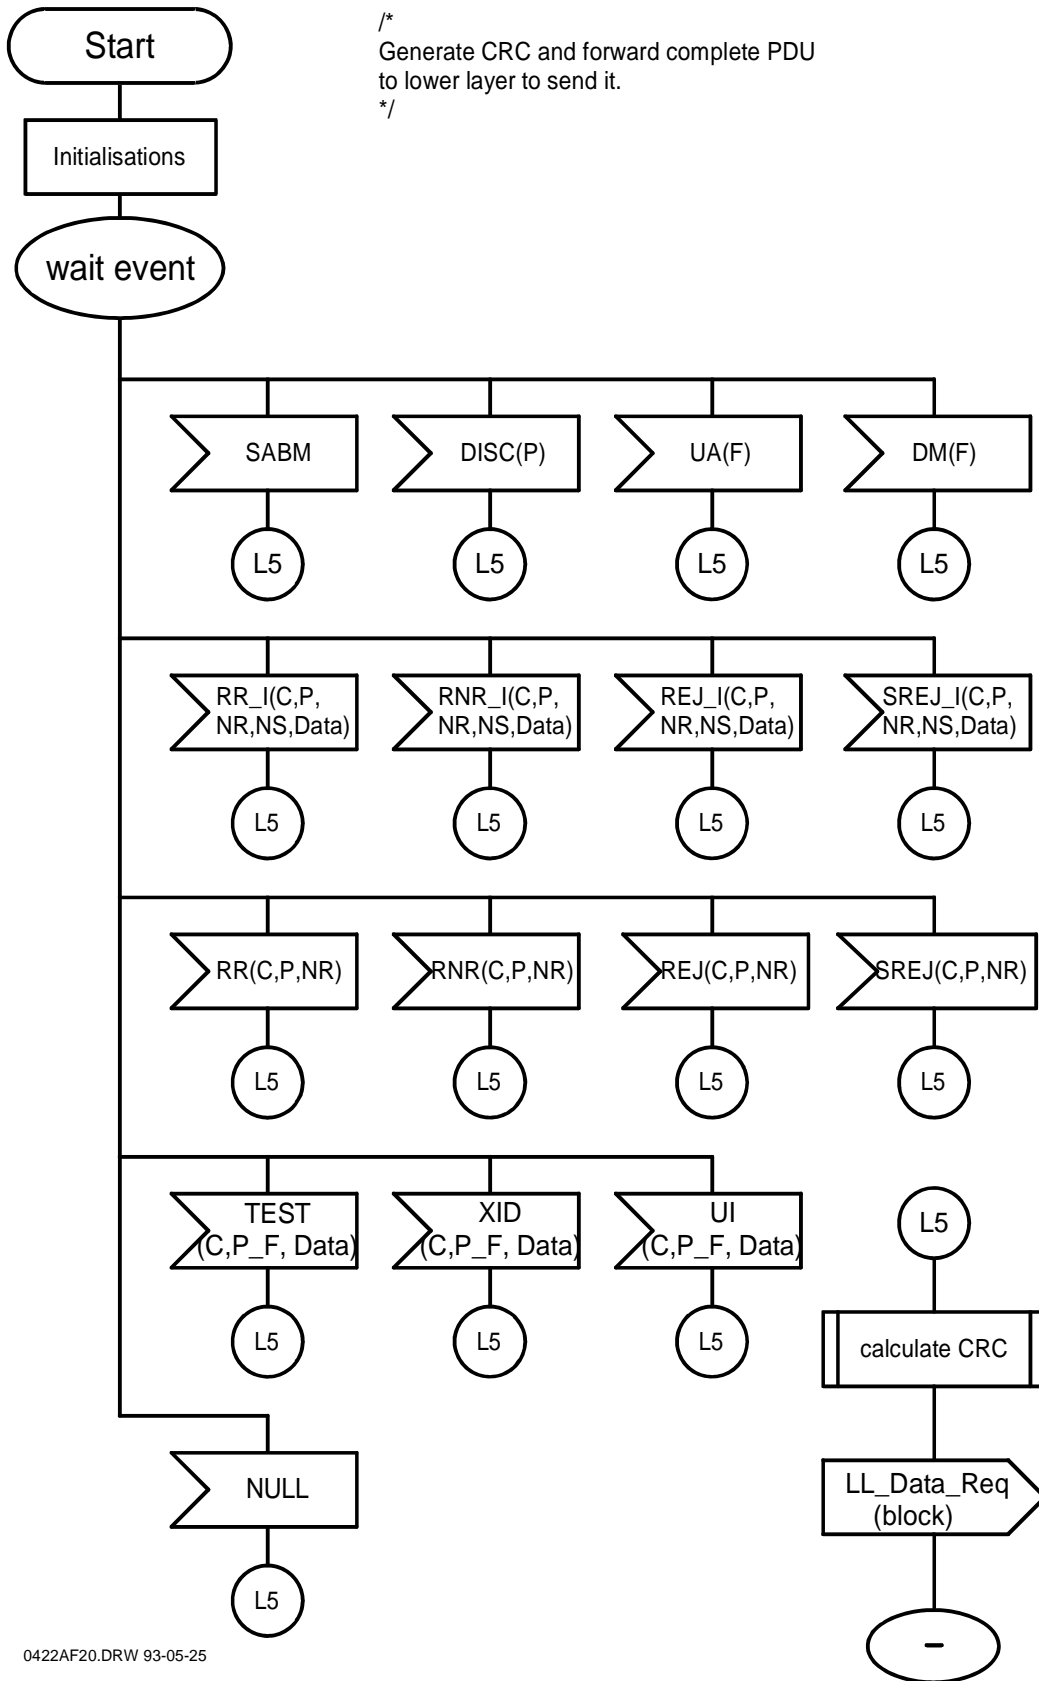 Start
/*
Generate CRC and forward complete PDU
to lower layer to send it.
*/
Initialisations
wait event
SABM
DISC(P)
UA(F)
DM(F)
L5
L5
L5
L5
RR_I(C,P,
NR,NS,Data)
RNR_I(C,P,
NR,NS,Data)
REJ_I(C,P,
NR,NS,Data)
SREJ_I(C,P,
NR,NS,Data)
L5
L5
L5
L5
RR(C,P,NR)
RNR(C,P,NR)
REJ(C,P,NR)
SREJ(C,P,NR)
L5
L5
L5
L5
TEST
(C,P_F, Data)
XID
(C,P_F, Data)
UI
(C,P_F, Data)
L5
L5
L5
L5
calculate CRC
NULL
LL_Data_Req
(block)
L5
–
0422AF20.DRW 93-05-25